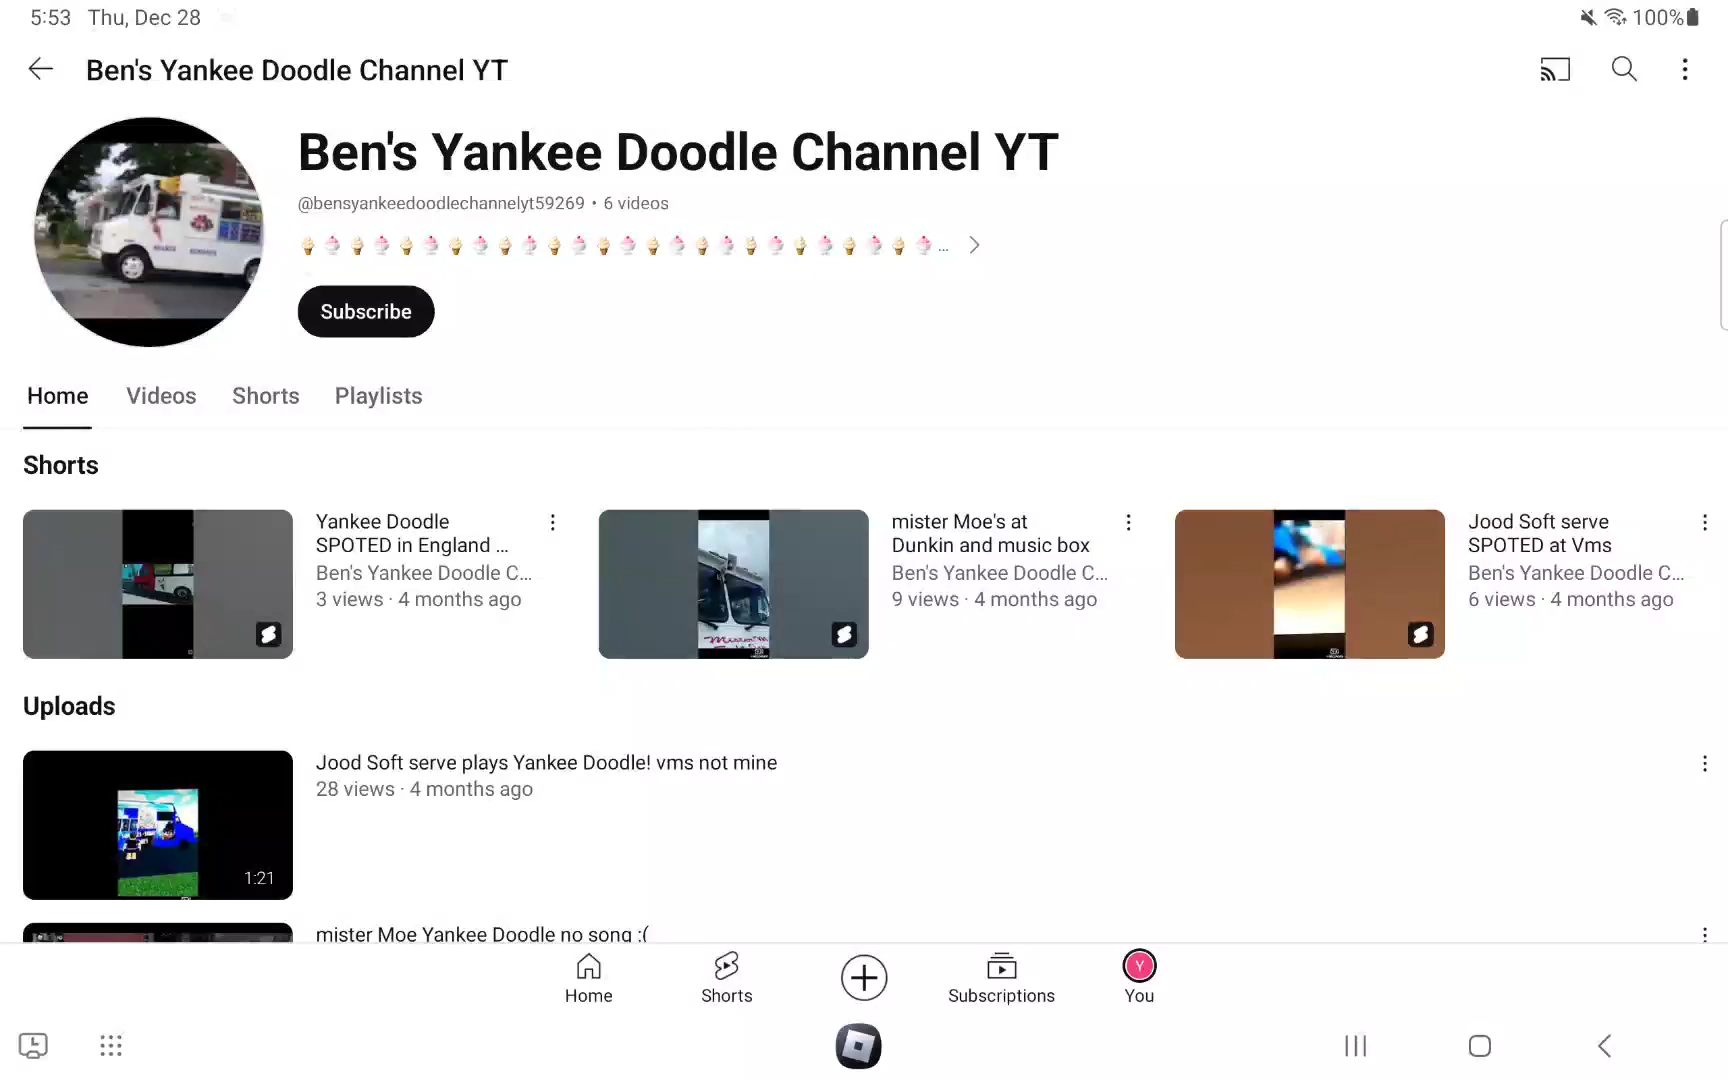 5:53 Thu, Dec 28 100%
Ben's Yankee Doodle Channel YT
Ben's Yankee Doodle Channel YT
@bensyankeedoodlechannelyt59269 • 6 videos
🍦🍨🍦🍨🍦🍨🍦🍨🍦🍨🍦🍨🍦🍨🍦🍨🍦🍨🍦🍨🍦🍨🍦🍨🍦🍨...
Subscribe
Home Videos Shorts Playlists
Shorts
Yankee Doodle
SPOTED in England ...
Ben's Yankee Doodle C...
3 views · 4 months ago
mister Moe's at
Dunkin and music box
Ben's Yankee Doodle C...
9 views · 4 months ago
Jood Soft serve
SPOTED at Vms
Ben's Yankee Doodle C...
6 views · 4 months ago
Uploads
Jood Soft serve plays Yankee Doodle! vms not mine
28 views · 4 months ago
1:21
mister Moe Yankee Doodle no song :(
Home Shorts Subscriptions Y You